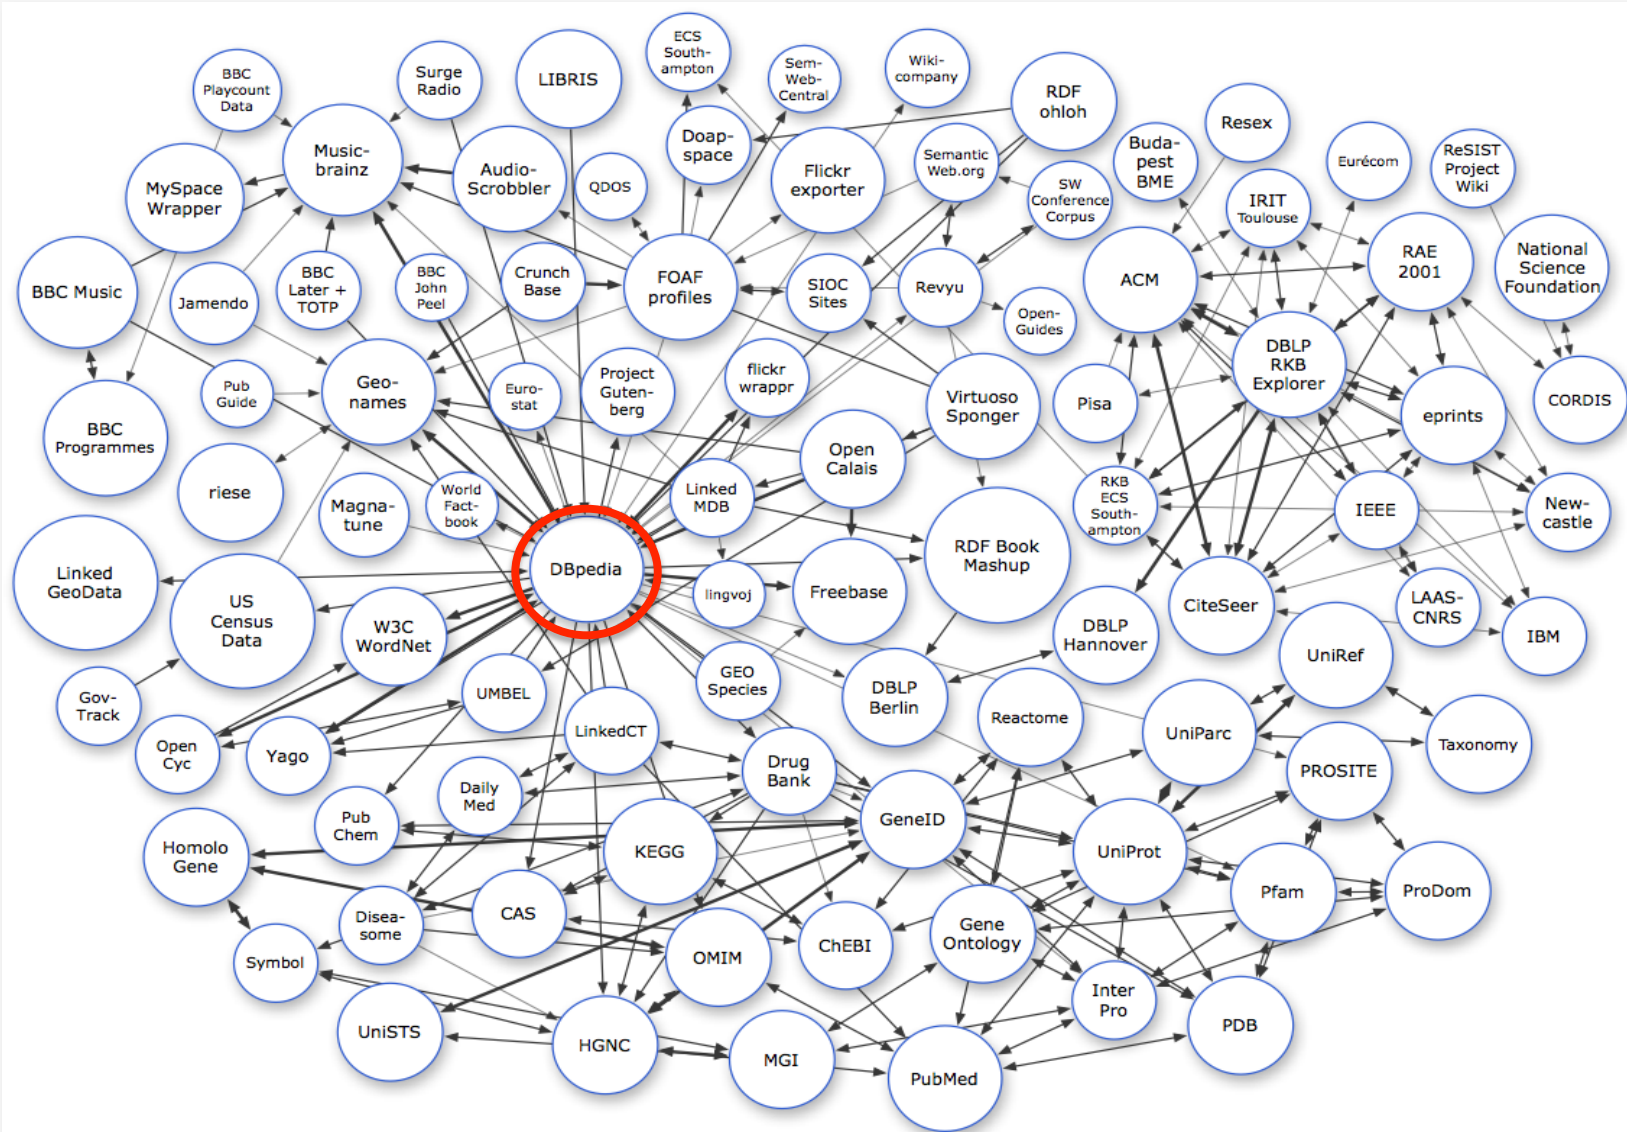 BBC
Playcount
Data
Surge
Radio
LIBRIS
ECS
South-
ampton
Sem-
Web-
Central
Wiki-
company
RDF
ohloh
Resex
Buda-
pest
BME
Eurécom
ReSIST
Project
Wiki
Music-
brainz
Audio-
Scrobbler
QDOS
Doap-
space
Flickr
exporter
Semantic
Web.org
SW
Conference
Corpus
IRIT
Toulouse
MySpace
Wrapper
RAE
2001
National
Science
Foundation
BBC Music
Jamendo
BBC
Later +
TOTP
BBC
John
Peel
Crunch
Base
FOAF
profiles
SIOC
Sites
Revyu
Open-
Guides
ACM
DBLP
RKB
Explorer
Pub
Guide
Geo-
names
Euro-
stat
Project
Guten-
berg
flickr
wrappr
Virtuoso
Sponger
Pisa
eprints
CORDIS
BBC
Programmes
riese
Magna-
tune
World
Fact-
book
Linked
MDB
Open
Calais
RKB
ECS
South-
ampton
IEEE
New-
castle
Linked
GeoData
US
Census
Data
W3C
WordNet
DBpedia
lingvoj
Freebase
RDF Book
Mashup
CiteSeer
LAAS-
CNRS
IBM
DBLP
Hannover
UniRef
Gov-
Track
Open
Cyc
Yago
UMBEL
LinkedCT
GEO
Species
DBLP
Berlin
Reactome
UniParc
Taxonomy
PROSITE
Daily
Med
Drug
Bank
Pub
Chem
Homolo
Gene
KEGG
GeneID
UniProt
Pfam
ProDom
Disea-
some
CAS
Symbol
OMIM
ChEBI
Gene
Ontology
Inter
Pro
PDB
UniSTS
HGNC
MGI
PubMed